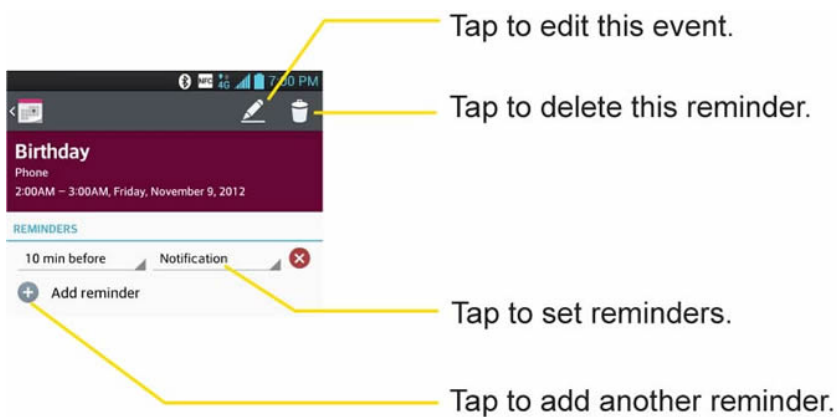 Tap to edit this event.
NFC 4G 7:00 PM
Tap to delete this reminder.
Birthday
Phone
2:00AM – 3:00AM, Friday, November 9, 2012
REMINDERS
10 min before Notification
Add reminder
Tap to set reminders.
Tap to add another reminder.